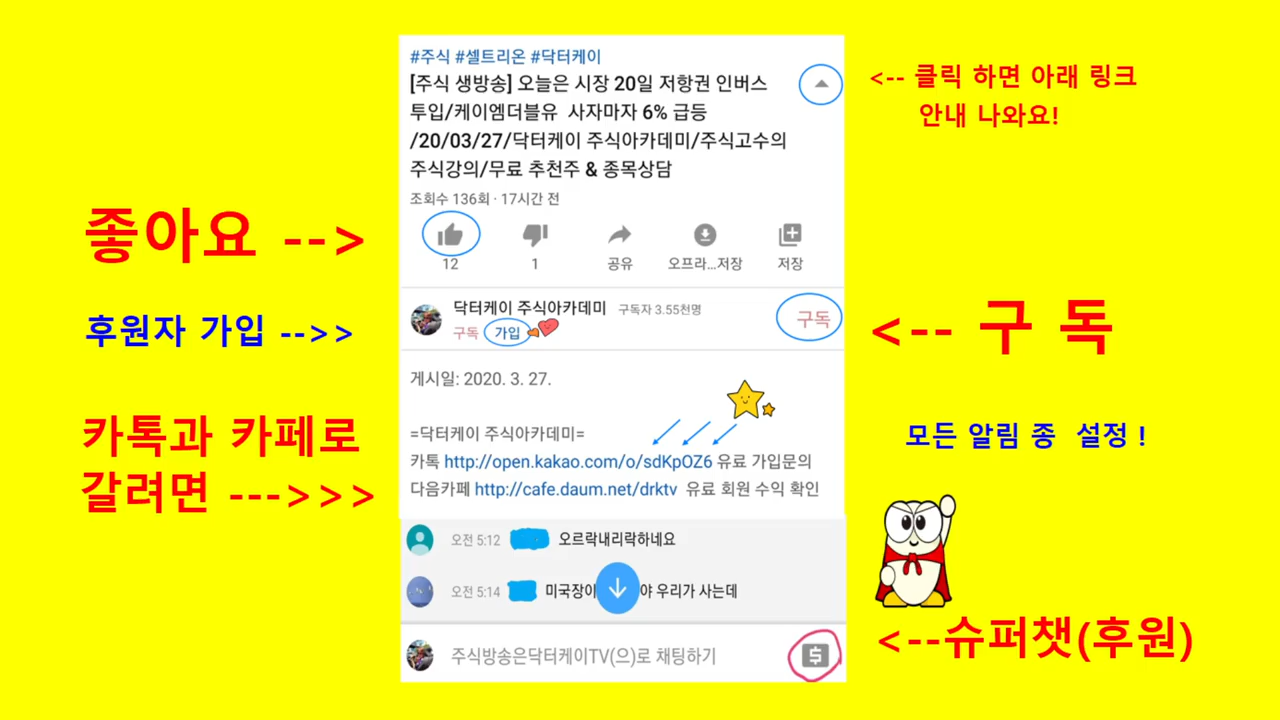 #주식 #셀트리온 #닥터케이
[주식 생방송] 오늘은 시장 20일 저항권 인버스
투입/케이엠더블유 사자마자 6% 급등
/20/03/27/닥터케이 주식아카데미/주식고수의
주식강의/무료 추천주 & 종목상담
조회수 136회 · 17시간 전
<-- 클릭 하면 아래 링크
안내 나와요!
좋아요 -->
12
1
공유
오프라...저장
저장
후원자 가입 -->>
닥터케이 주식아카데미 구독자 3.55천명
구독 가입
구독
<-- 구 독
게시일: 2020. 3. 27.
카톡과 카페로
갈려면 --->>>
모든 알림 종 설정 !
=닥터케이 주식아카데미=
카톡 http://open.kakao.com/o/sdKpOZ6 유료 가입문의
다음카페 http://cafe.daum.net/drktv 유료 회원 수익 확인
오전 5:12 오르락내리락하네요
오전 5:14 미국장이 야 우리가 사는데
주식방송은닥터케이TV(으)로 채팅하기
<--슈퍼챗(후원)